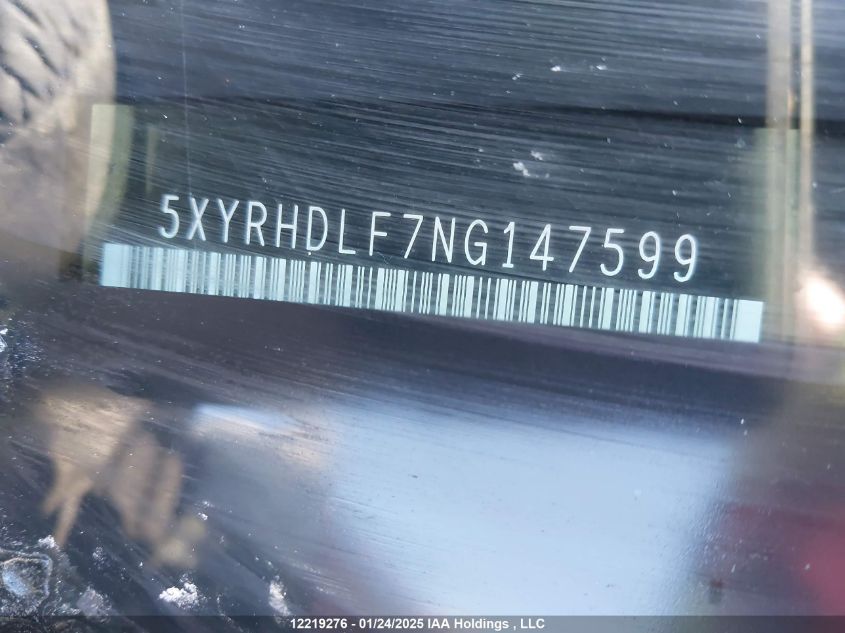 5XYRHDLF7NG147599
12219276 - 01/24/2025 IAA Holdings , LLC